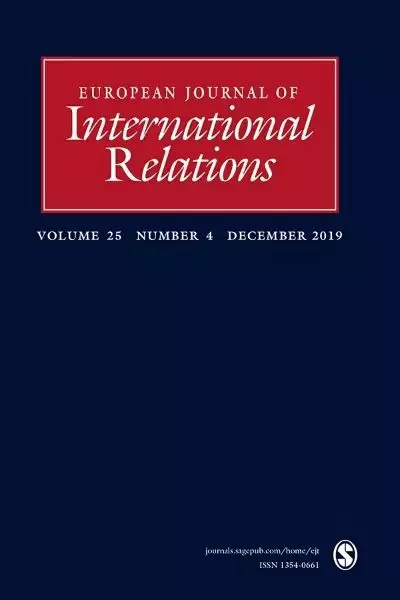 EUROPEAN JOURNAL OF
International
Relations
VOLUME 25 NUMBER 4 DECEMBER 2019
journals.sagepub.com/home/ejt
ISSN 1354-0661
S